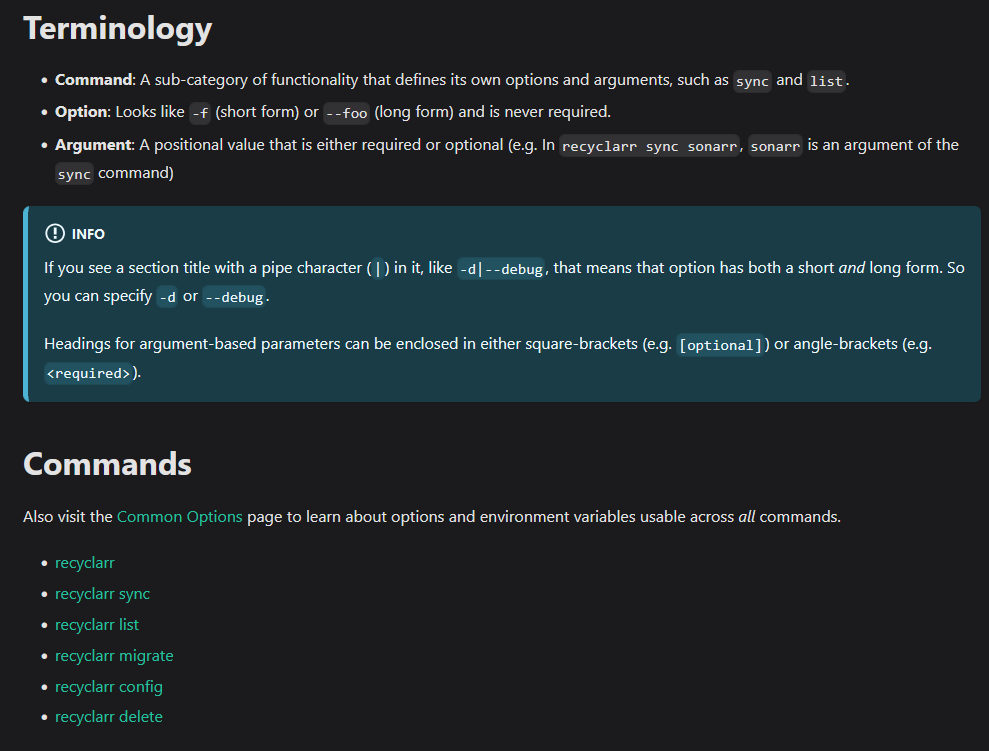 Terminology
• Command: A sub-category of functionality that defines its own options and arguments, such as sync and list.
• Option: Looks like -f (short form) or --foo (long form) and is never required.
• Argument: A positional value that is either required or optional (e.g. In recyclarr sync sonarr, sonarr is an argument of the
sync command)
INFO
If you see a section title with a pipe character (|) in it, like -d|--debug, that means that option has both a short and long form. So
you can specify -d or --debug.
Headings for argument-based parameters can be enclosed in either square-brackets (e.g. [optional]) or angle-brackets (e.g.
<required>).
Commands
Also visit the Common Options page to learn about options and environment variables usable across all commands.
• recyclarr
• recyclarr sync
• recyclarr list
• recyclarr migrate
• recyclarr config
• recyclarr delete